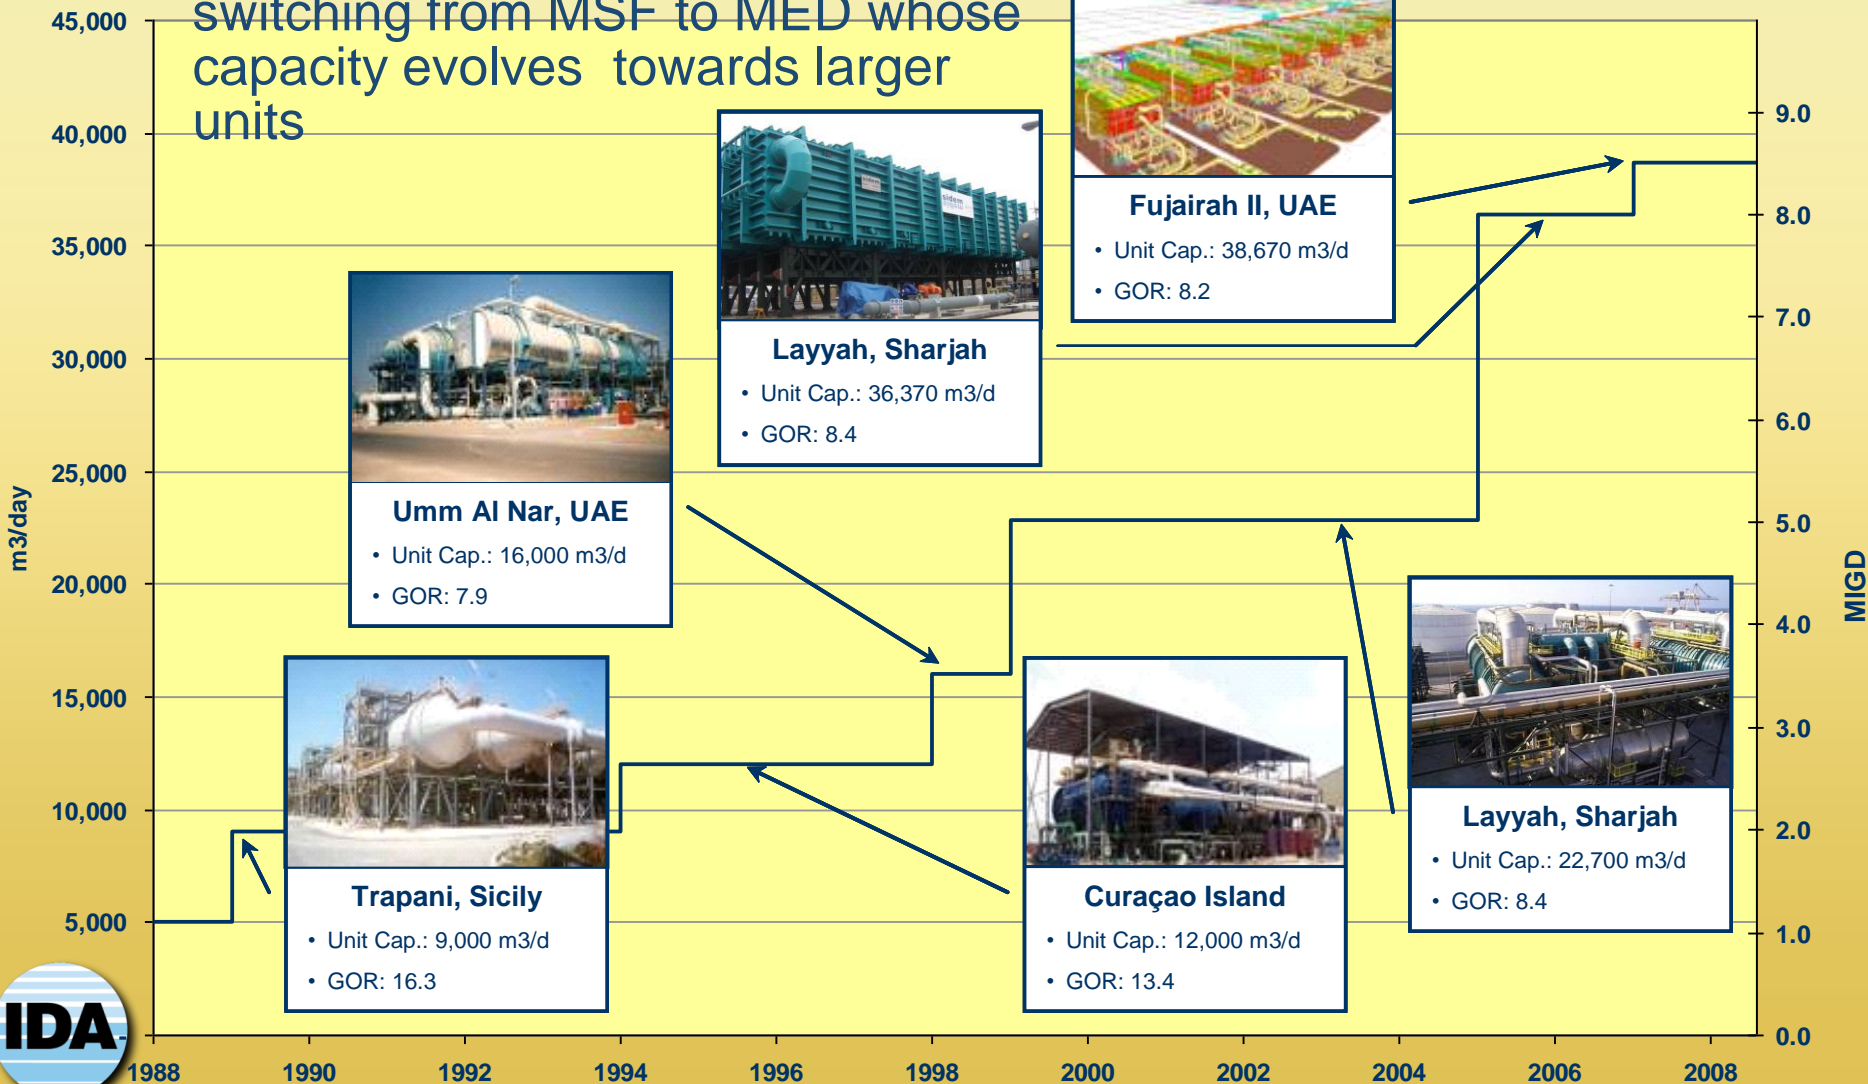 switching from MSF to MED whose
capacity evolves towards larger
units
45,000
40,000
35,000
30,000
25,000
20,000
15,000
10,000
5,000
-
m3/day
9.0
8.0
7.0
6.0
5.0
4.0
3.0
2.0
1.0
0.0
MIGD
1988
1990
1992
1994
1996
1998
2000
2002
2004
2006
2008
Fujairah II, UAE
• Unit Cap.: 38,670 m3/d
• GOR: 8.2
sidem
Layyah, Sharjah
• Unit Cap.: 36,370 m3/d
• GOR: 8.4
Umm Al Nar, UAE
• Unit Cap.: 16,000 m3/d
• GOR: 7.9
Trapani, Sicily
• Unit Cap.: 9,000 m3/d
• GOR: 16.3
Curaçao Island
• Unit Cap.: 12,000 m3/d
• GOR: 13.4
Layyah, Sharjah
• Unit Cap.: 22,700 m3/d
• GOR: 8.4
IDA